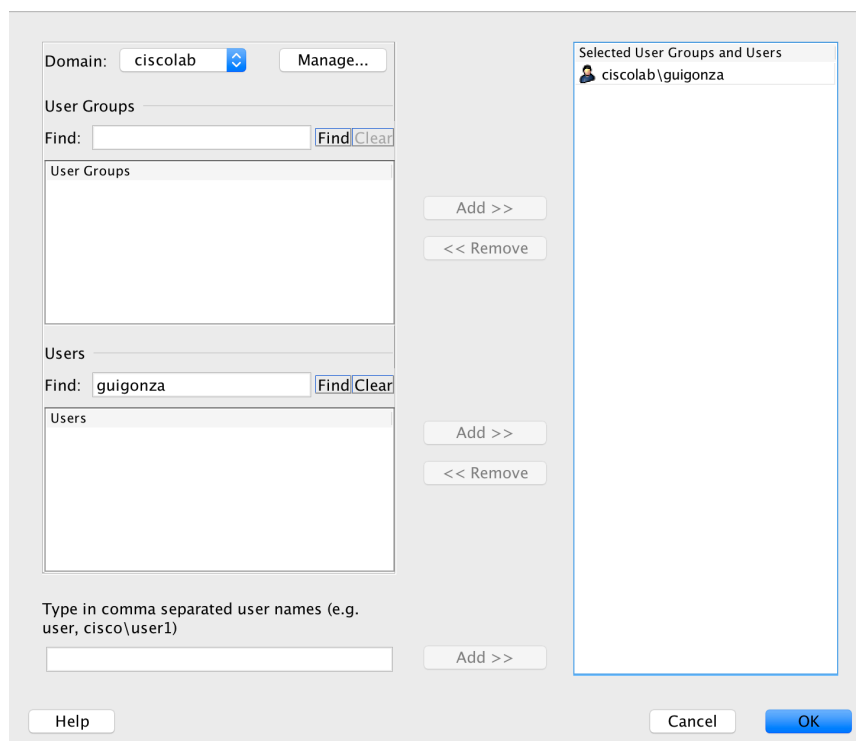 Domain: ciscolab Manage...
User Groups
Find: Find Clear
User Groups
Add >>
<< Remove
Users
Find: guigonza Find Clear
Users
Add >>
<< Remove
Type in comma separated user names (e.g.
user, cisco\user1)
Add >>
Selected User Groups and Users
ciscolab\guigonza
Help Cancel OK